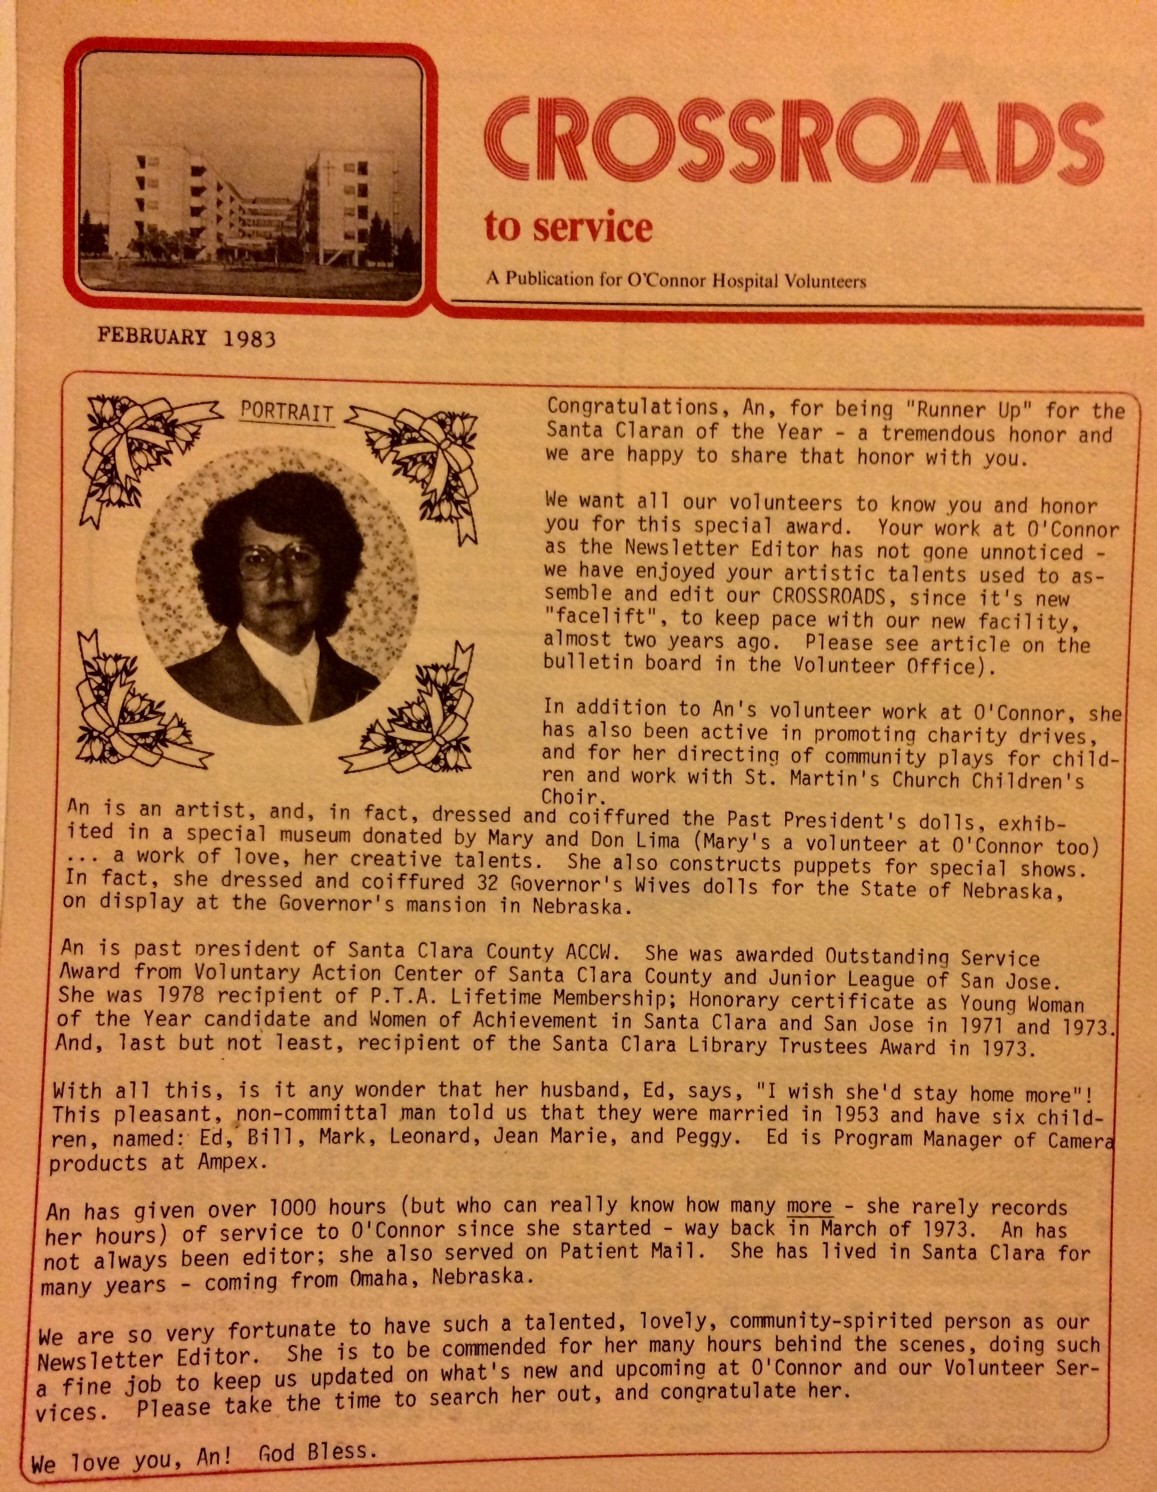 CROSSROADS
to service
A Publication for O'Connor Hospital Volunteers
FEBRUARY 1983
PORTRAIT
Congratulations, An, for being "Runner Up" for the
Santa Claran of the Year - a tremendous honor and
we are happy to share that honor with you.
We want all our volunteers to know you and honor
you for this special award.  Your work at O'Connor
as the Newsletter Editor has not gone unnoticed -
we have enjoyed your artistic talents used to as-
semble and edit our CROSSROADS, since it's new
"facelift", to keep pace with our new facility,
almost two years ago.  Please see article on the
bulletin board in the Volunteer Office).
In addition to An's volunteer work at O'Connor, she
has also been active in promoting charity drives,
and for her directing of community plays for child-
ren and work with St. Martin's Church Children's
Choir.
An is an artist, and, in fact, dressed and coiffured the Past President's dolls, exhib-
ited in a special museum donated by Mary and Don Lima (Mary's a volunteer at O'Connor too)
... a work of love, her creative talents.  She also constructs puppets for special shows.
In fact, she dressed and coiffured 32 Governor's Wives dolls for the State of Nebraska,
on display at the Governor's mansion in Nebraska.
An is past president of Santa Clara County ACCW.  She was awarded Outstanding Service
Award from Voluntary Action Center of Santa Clara County and Junior League of San Jose.
She was 1978 recipient of P.T.A. Lifetime Membership; Honorary certificate as Young Woman
of the Year candidate and Women of Achievement in Santa Clara and San Jose in 1971 and 1973.
And, last but not least, recipient of the Santa Clara Library Trustees Award in 1973.
With all this, is it any wonder that her husband, Ed, says, "I wish she'd stay home more"!
This pleasant, non-committal man told us that they were married in 1953 and have six child-
ren, named: Ed, Bill, Mark, Leonard, Jean Marie, and Peggy.  Ed is Program Manager of Camera
products at Ampex.
An has given over 1000 hours (but who can really know how many more - she rarely records
her hours) of service to O'Connor since she started - way back in March of 1973.  An has
not always been editor; she also served on Patient Mail.  She has lived in Santa Clara for
many years - coming from Omaha, Nebraska.
We are so very fortunate to have such a talented, lovely, community-spirited person as our
Newsletter Editor.  She is to be commended for her many hours behind the scenes, doing such
a fine job to keep us updated on what's new and upcoming at O'Connor and our Volunteer Ser-
vices.  Please take the time to search her out, and congratulate her.
We love you, An!  God Bless.